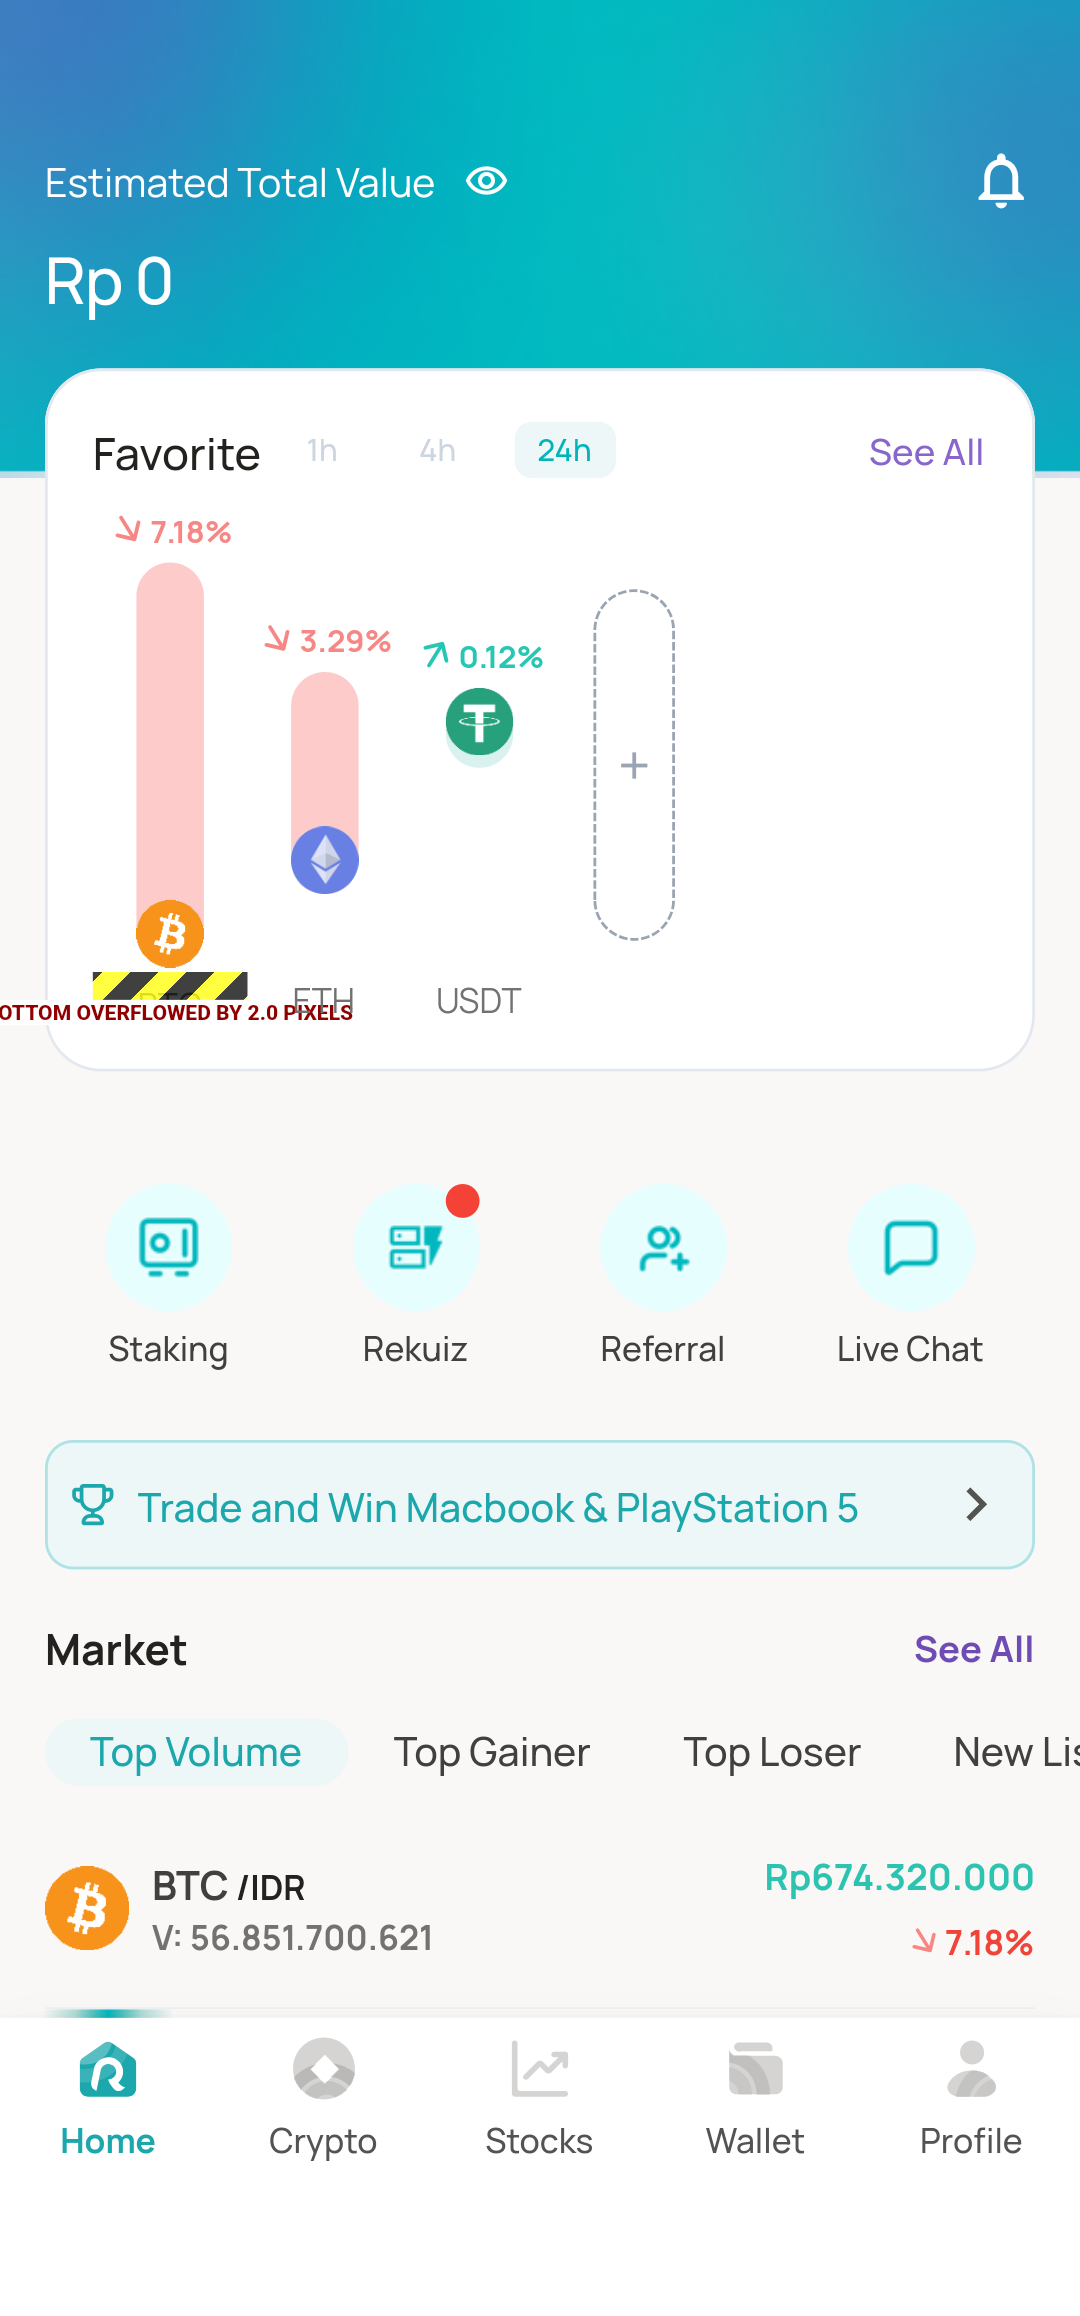 Estimated Total Value
Rp 0
Favorite 1h 4h 24h See All
7.18%
3.29%
0.12%
BTC ETH USDT
OTTOM OVERFLOWED BY 2.0 PIXELS
Staking Rekuiz Referral Live Chat
Trade and Win Macbook & PlayStation 5
Market See All
Top Volume Top Gainer Top Loser New Lis
BTC /IDR Rp674.320.000
V: 56.851.700.621 7.18%
Home Crypto Stocks Wallet Profile